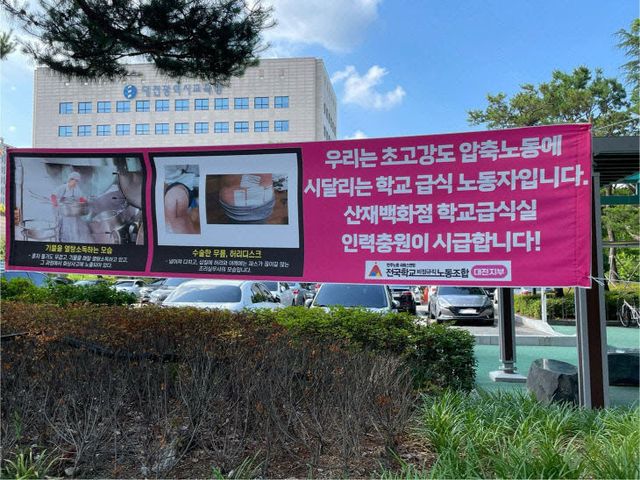 대전광역시교육청
우리는 초고강도 압축노동에
시달리는 학교 급식 노동자입니다.
산재백화점 학교급식실
인력충원이 시급합니다!
전국학교비정규직노동조합 대전지부
기물을 열탕소독하는 모습
수술한 무릎, 허리디스크